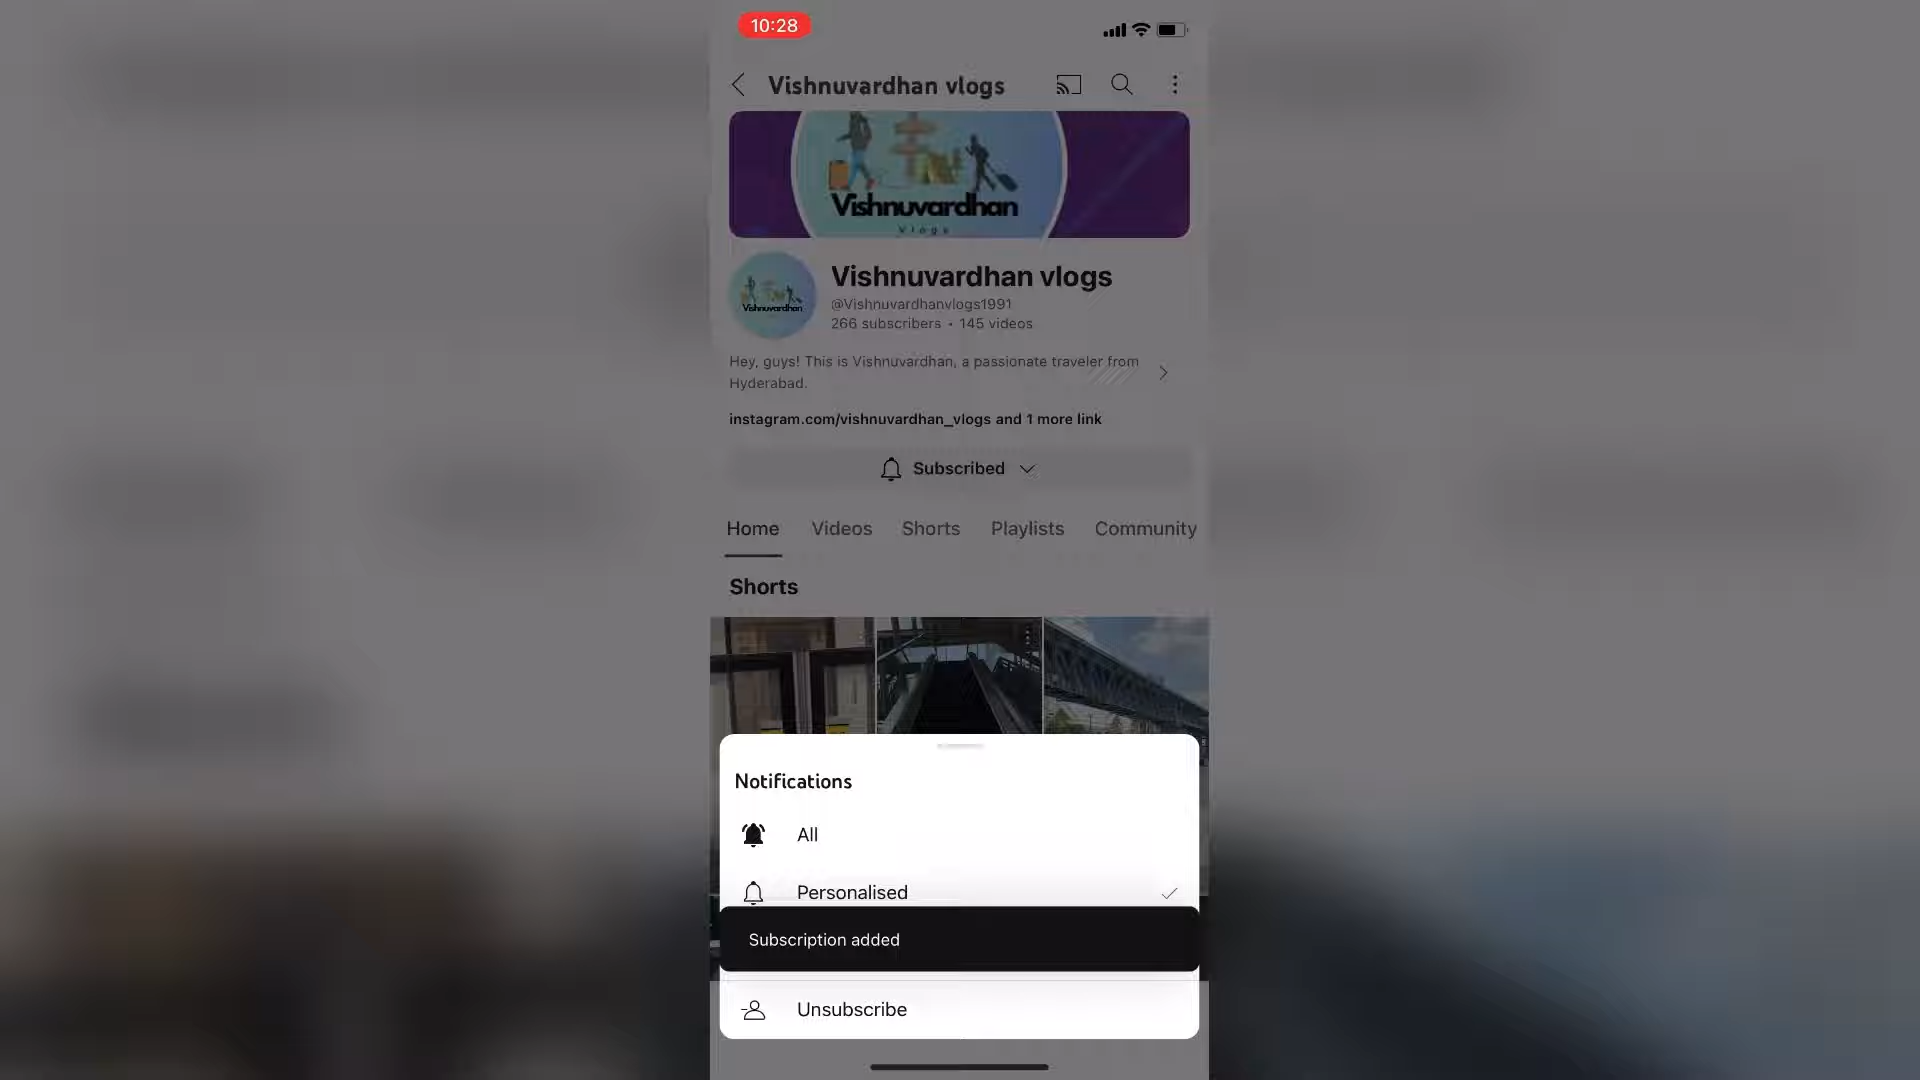 10:28
Vishnuvardhan vlogs
Vishnuvardhan
Vlogs
Vishnuvardhan
Vishnuvardhan vlogs
@Vishnuvardhanvlogs1991
266 subscribers • 145 videos
Hey, guys! This is Vishnuvardhan, a passionate traveler from
Hyderabad.
instagram.com/vishnuvardhan_vlogs and 1 more link
Subscribed
Home Videos Shorts Playlists Community
Shorts
Notifications
All
Personalised
Subscription added
Unsubscribe